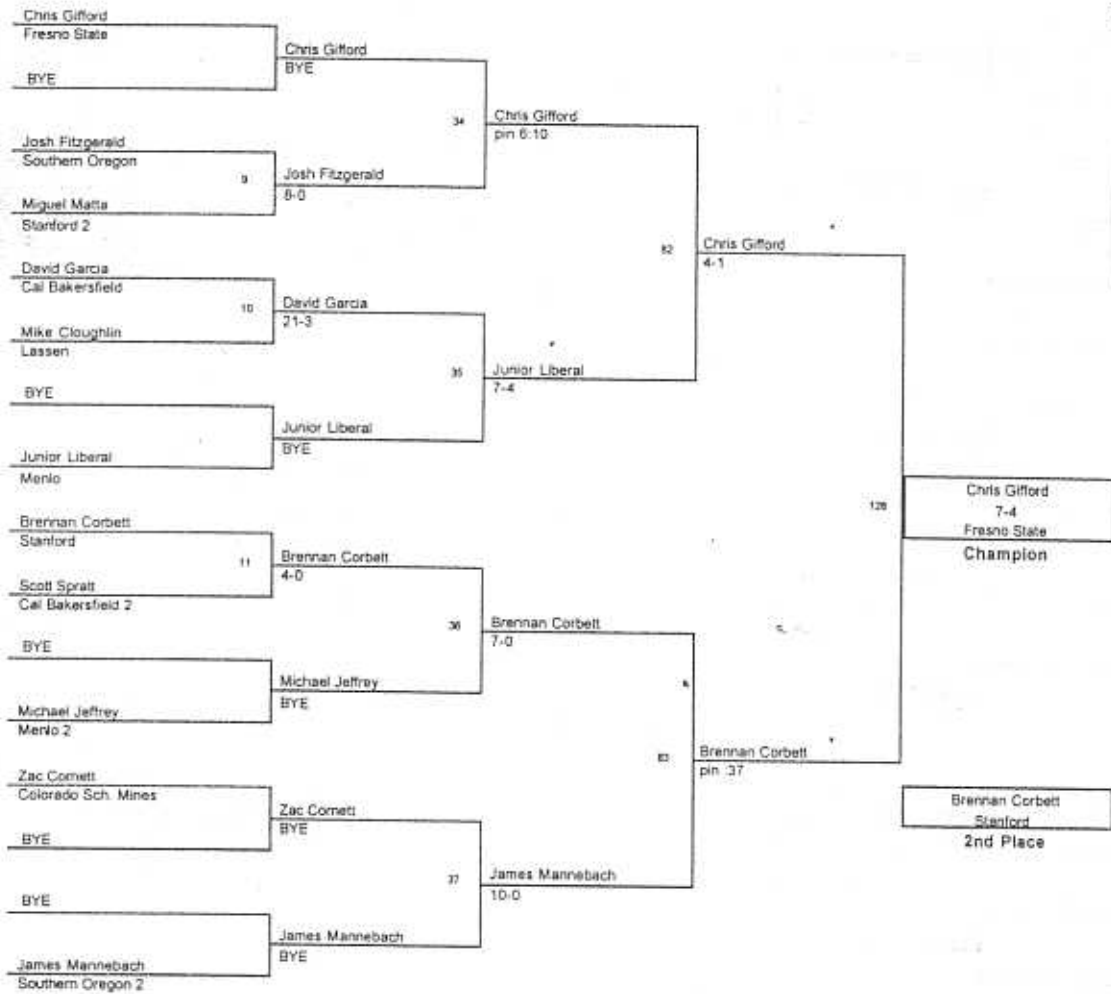 Chris Gifford
Fresno State
BYE
Josh Fitzgerald
Southern Oregon
9
Miguel Matta
Stanford 2
David Garcia
Cal Bakersfield
10
Mike Cloughlin
Lassen
BYE
Junior Liberal
Menlo
Brennan Corbett
Stanford
11
Scott Spratt
Cal Bakersfield 2
BYE
Michael Jeffrey
Menlo 2
Zac Cornett
Colorado Sch. Mines
BYE
BYE
James Mannebach
Southern Oregon 2
Chris Gifford
BYE
34
Josh Fitzgerald
8-0
David Garcia
21-3
35
Junior Liberal
BYE
Brennan Corbett
4-0
36
Michael Jeffrey
BYE
Zac Cornett
BYE
37
James Mannebach
BYE
Chris Gifford
pin 6:10
82
Junior Liberal
7-4
Brennan Corbett
7-0
83
James Mannebach
10-0
Chris Gifford
4-1
128
Brennan Corbett
pin :37
Chris Gifford
7-4
Fresno State
Champion
Brennan Corbett
Stanford
2nd Place